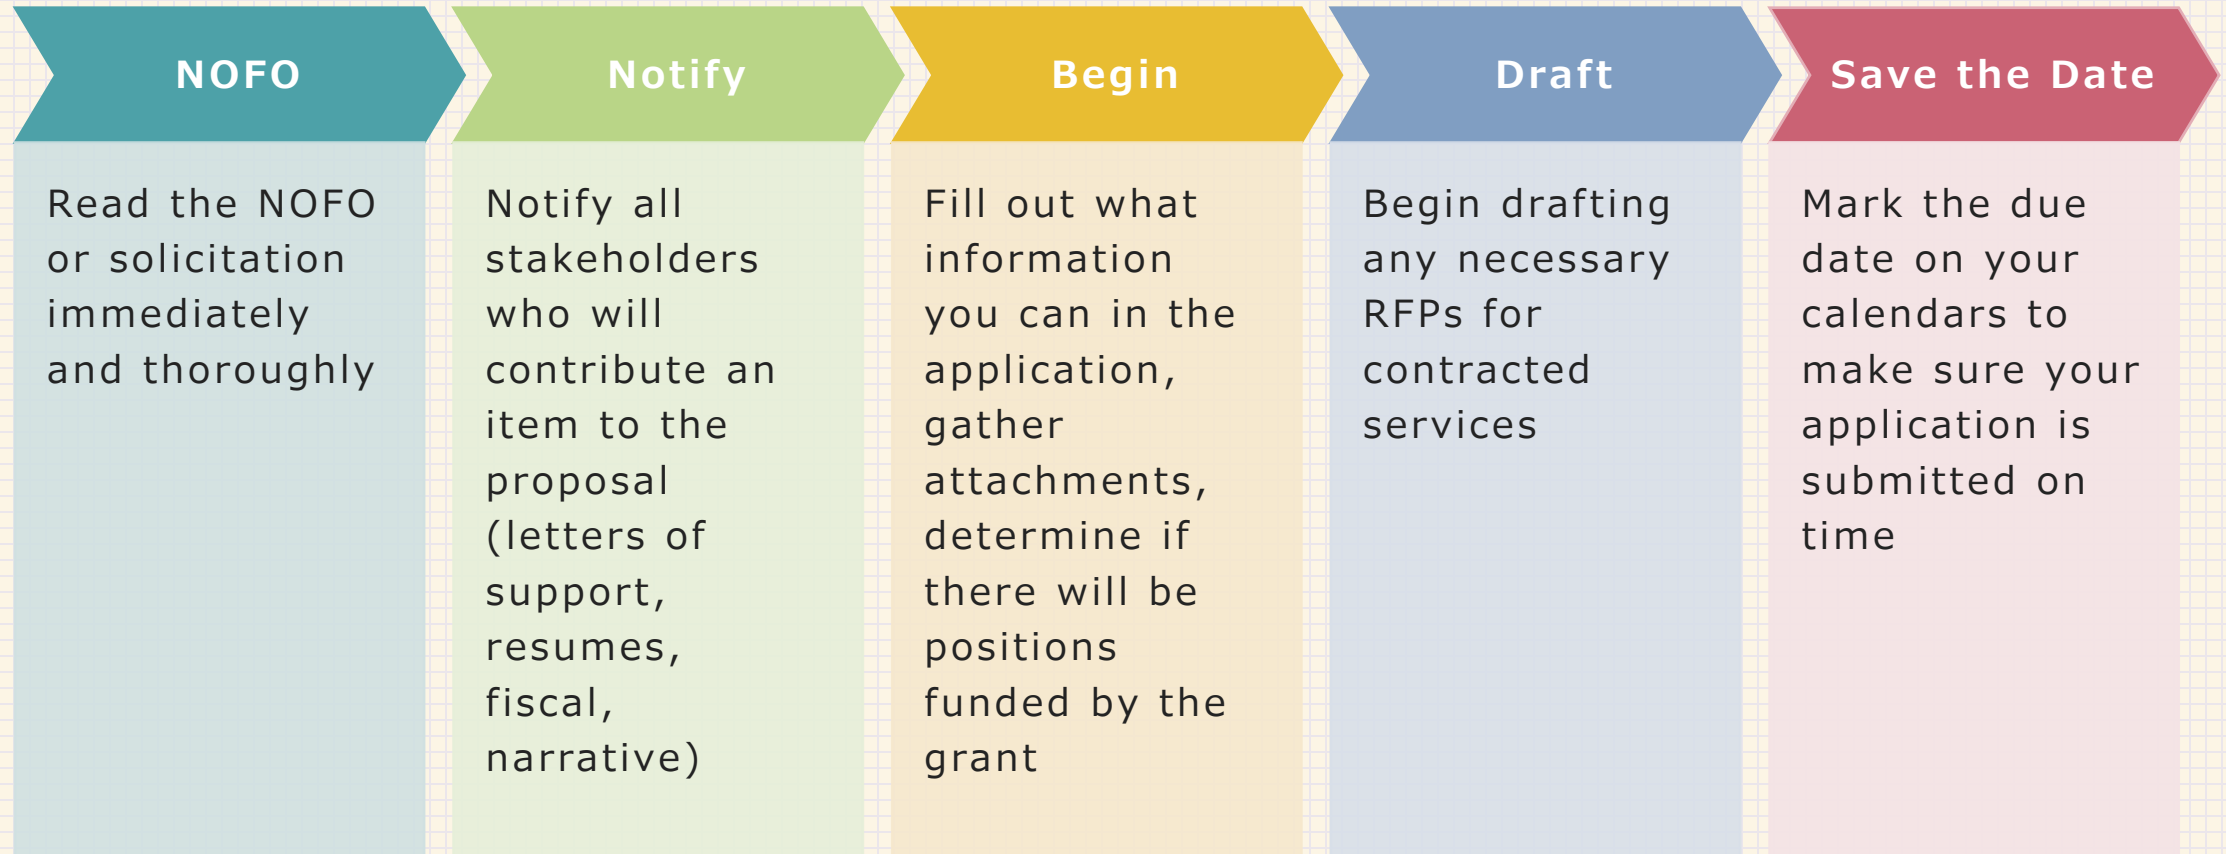 NOFO
Read the NOFO
or solicitation
immediately
and thoroughly
Notify
Notify all
stakeholders
who will
contribute an
item to the
proposal
(letters of
support,
resumes,
fiscal,
narrative)
Begin
Fill out what
information
you can in the
application,
gather
attachments,
determine if
there will be
positions
funded by the
grant
Draft
Begin drafting
any necessary
RFPs for
contracted
services
Save the Date
Mark the due
date on your
calendars to
make sure your
application is
submitted on
time